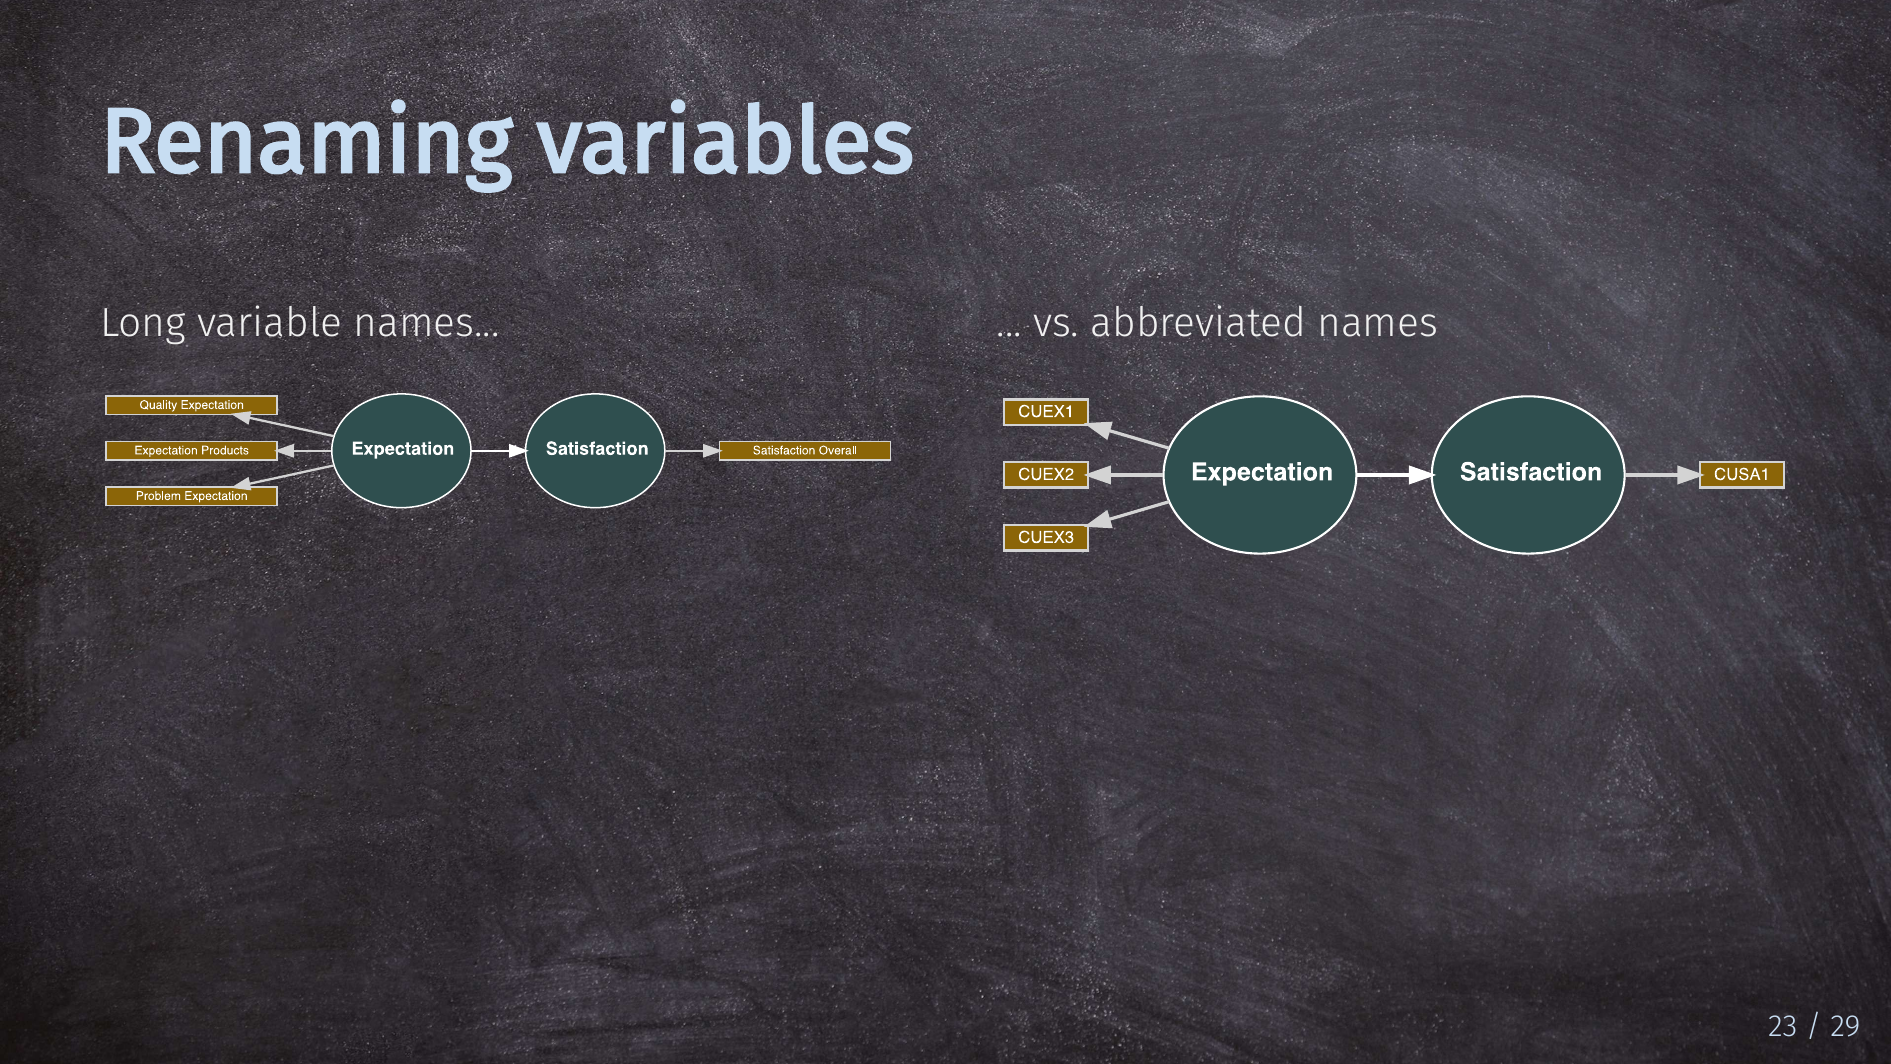 Renaming variables
Long variable names...
Quality Expectation
Expectation Products
Problem Expectation
Expectation
Satisfaction
Satisfaction Overall
... vs. abbreviated names
CUEX1
CUEX2
CUEX3
Expectation
Satisfaction
CUSA1
23 / 29